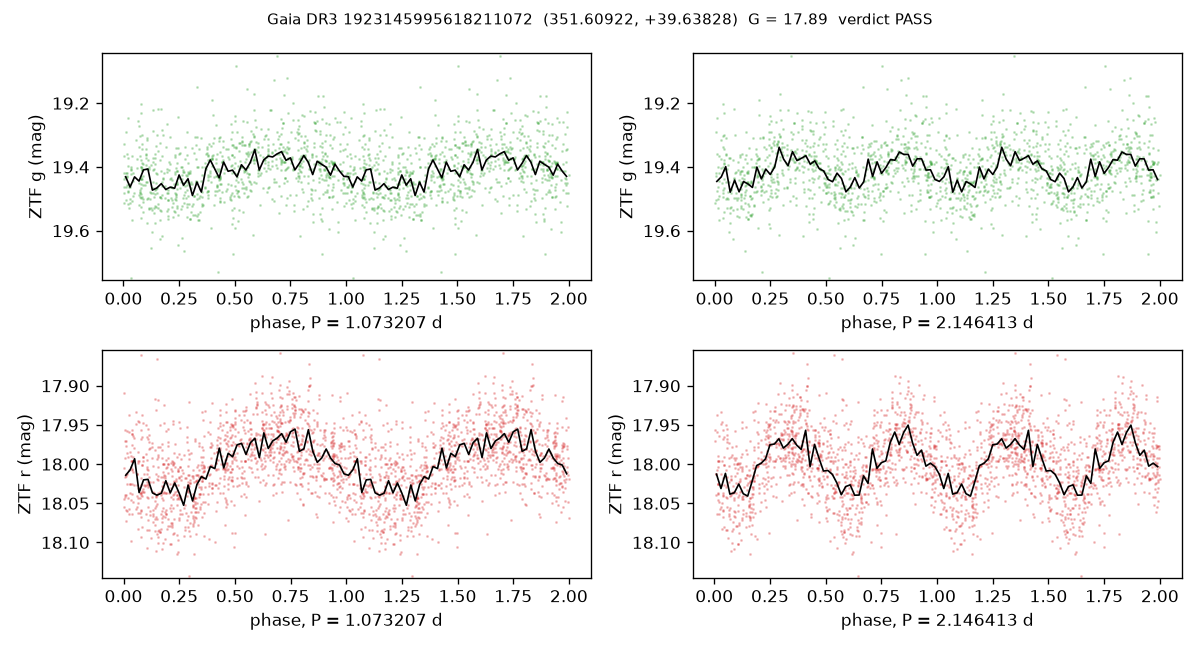 Gaia DR3 1923145995618211072 (351.60922, +39.63828) G = 17.89 verdict PASS
ZTF g (mag)
19.2
19.4
19.6
0.00 0.25 0.50 0.75 1.00 1.25 1.50 1.75 2.00
phase, P = 1.073207 d
ZTF g (mag)
19.2
19.4
19.6
0.00 0.25 0.50 0.75 1.00 1.25 1.50 1.75 2.00
phase, P = 2.146413 d
ZTF r (mag)
17.90
17.95
18.00
18.05
18.10
0.00 0.25 0.50 0.75 1.00 1.25 1.50 1.75 2.00
phase, P = 1.073207 d
ZTF r (mag)
17.90
17.95
18.00
18.05
18.10
0.00 0.25 0.50 0.75 1.00 1.25 1.50 1.75 2.00
phase, P = 2.146413 d